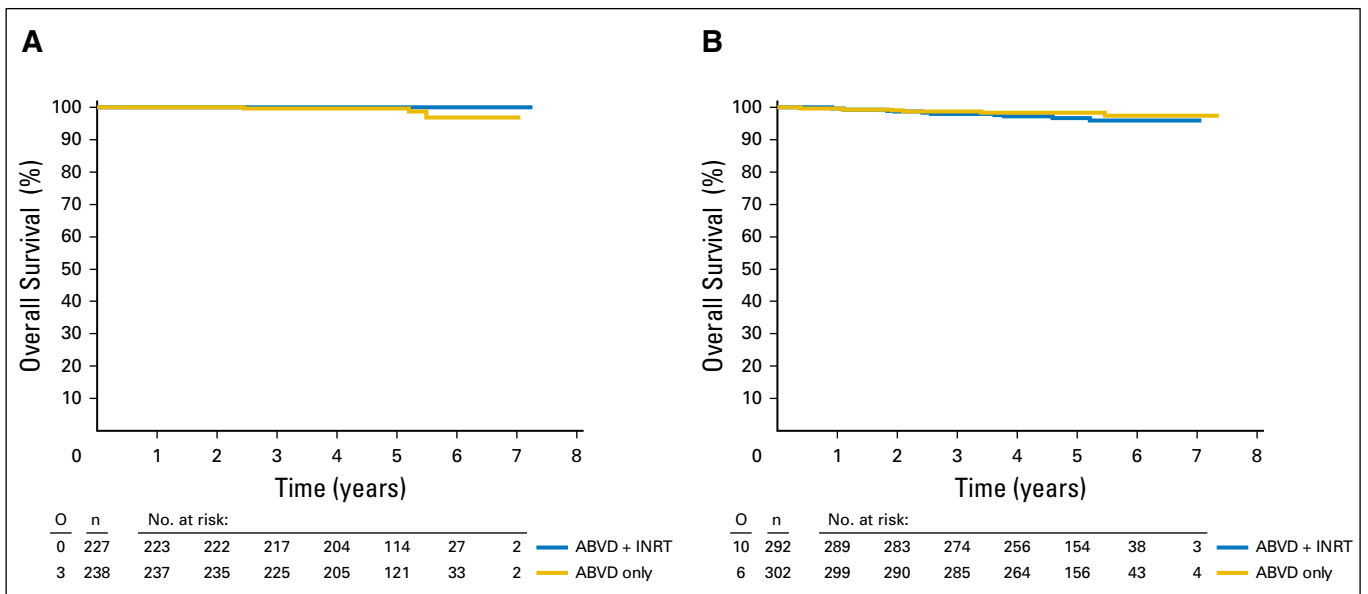 A
100
90
80
70
60
50
40
30
20
10
Overall Survival (%)
0 1 2 3 4 5 6 7 8
Time (years)
O n No. at risk:
0 227 223 222 217 204 114 27 2 ABVD + INRT
3 238 237 235 225 205 121 33 2 ABVD only
B
100
90
80
70
60
50
40
30
20
10
Overall Survival (%)
0 1 2 3 4 5 6 7 8
Time (years)
O n No. at risk:
10 292 289 283 274 256 154 38 3 ABVD + INRT
6 302 299 290 285 264 156 43 4 ABVD only